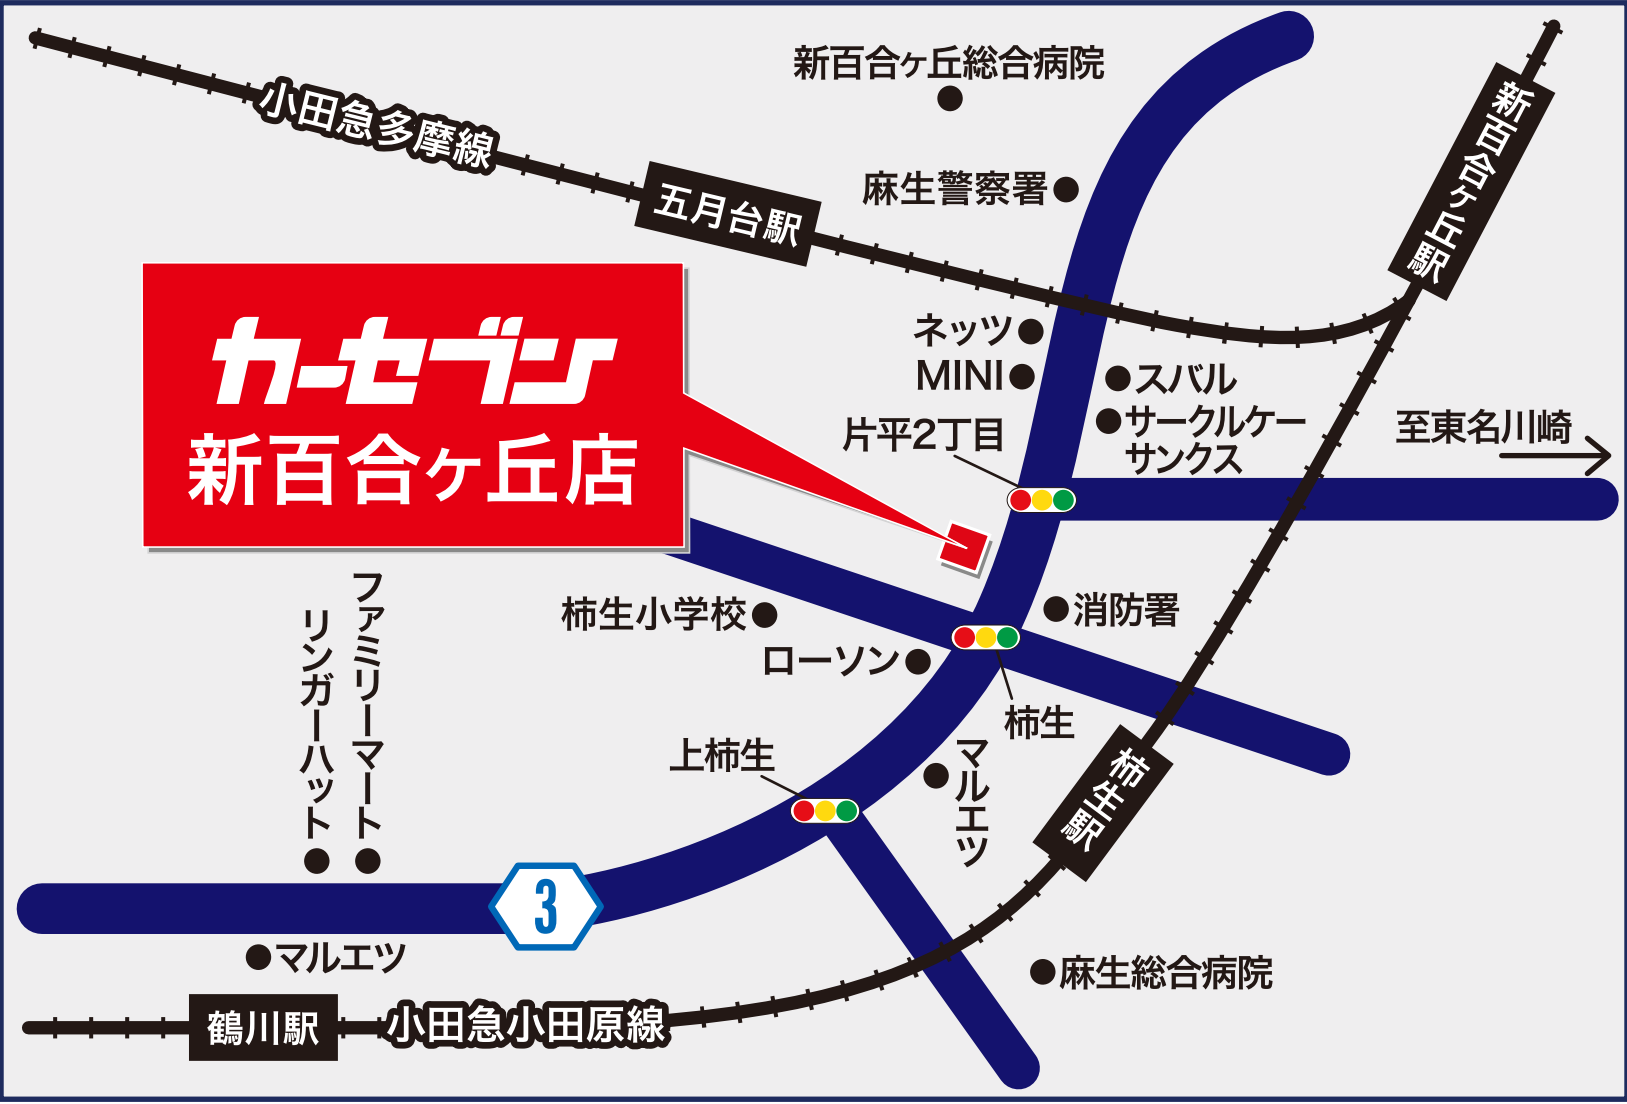 新百合ヶ丘総合病院
小田急多摩線
新百合ヶ丘駅
五月台駅
麻生警察署
カーセブン
新百合ヶ丘店
ネッツ
MINI
スバル
サークルケー
サンクス
片平2丁目
至東名川崎
柿生小学校
消防署
ローソン
柿生
ファミリーマート
リンガーハット
上柿生
マルエツ
柿生駅
3
マルエツ
麻生総合病院
鶴川駅
小田急小田原線